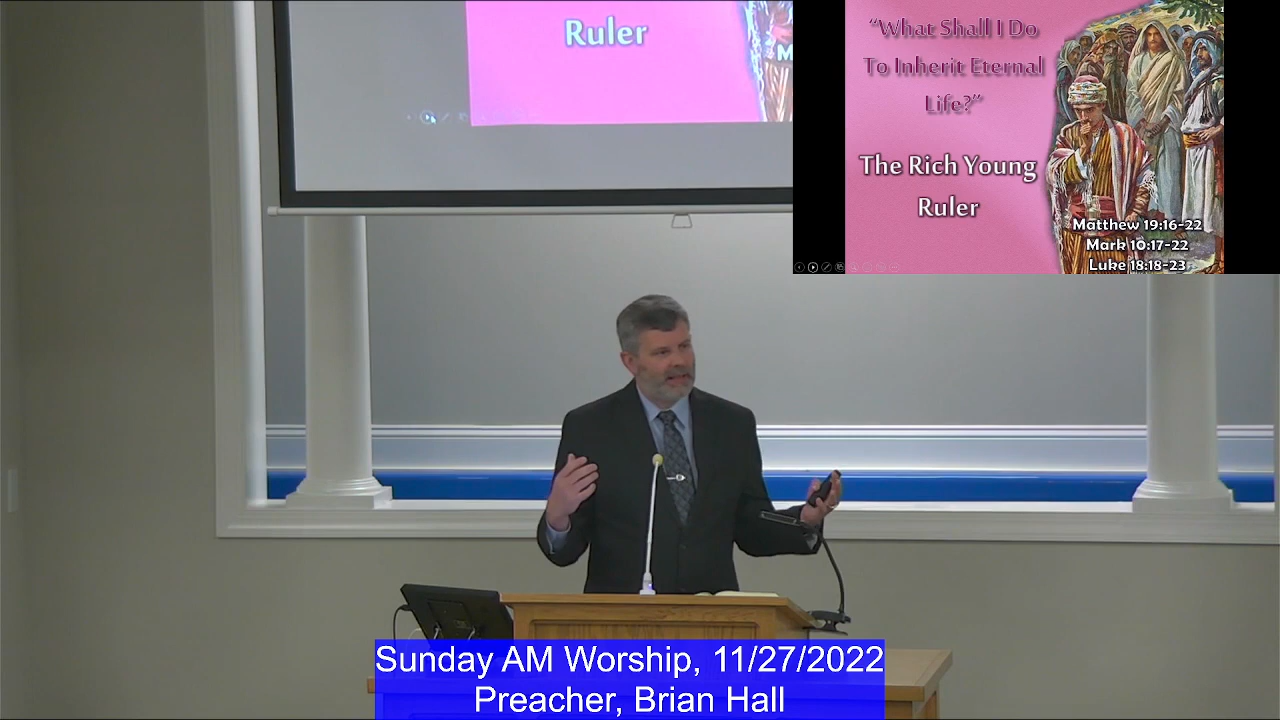 Ruler
M
“What Shall I Do
To Inherit Eternal
Life?”
The Rich Young
Ruler
Matthew 19:16-22
Mark 10:17-22
Luke 18:18-23
Sunday AM Worship, 11/27/2022
Preacher, Brian Hall